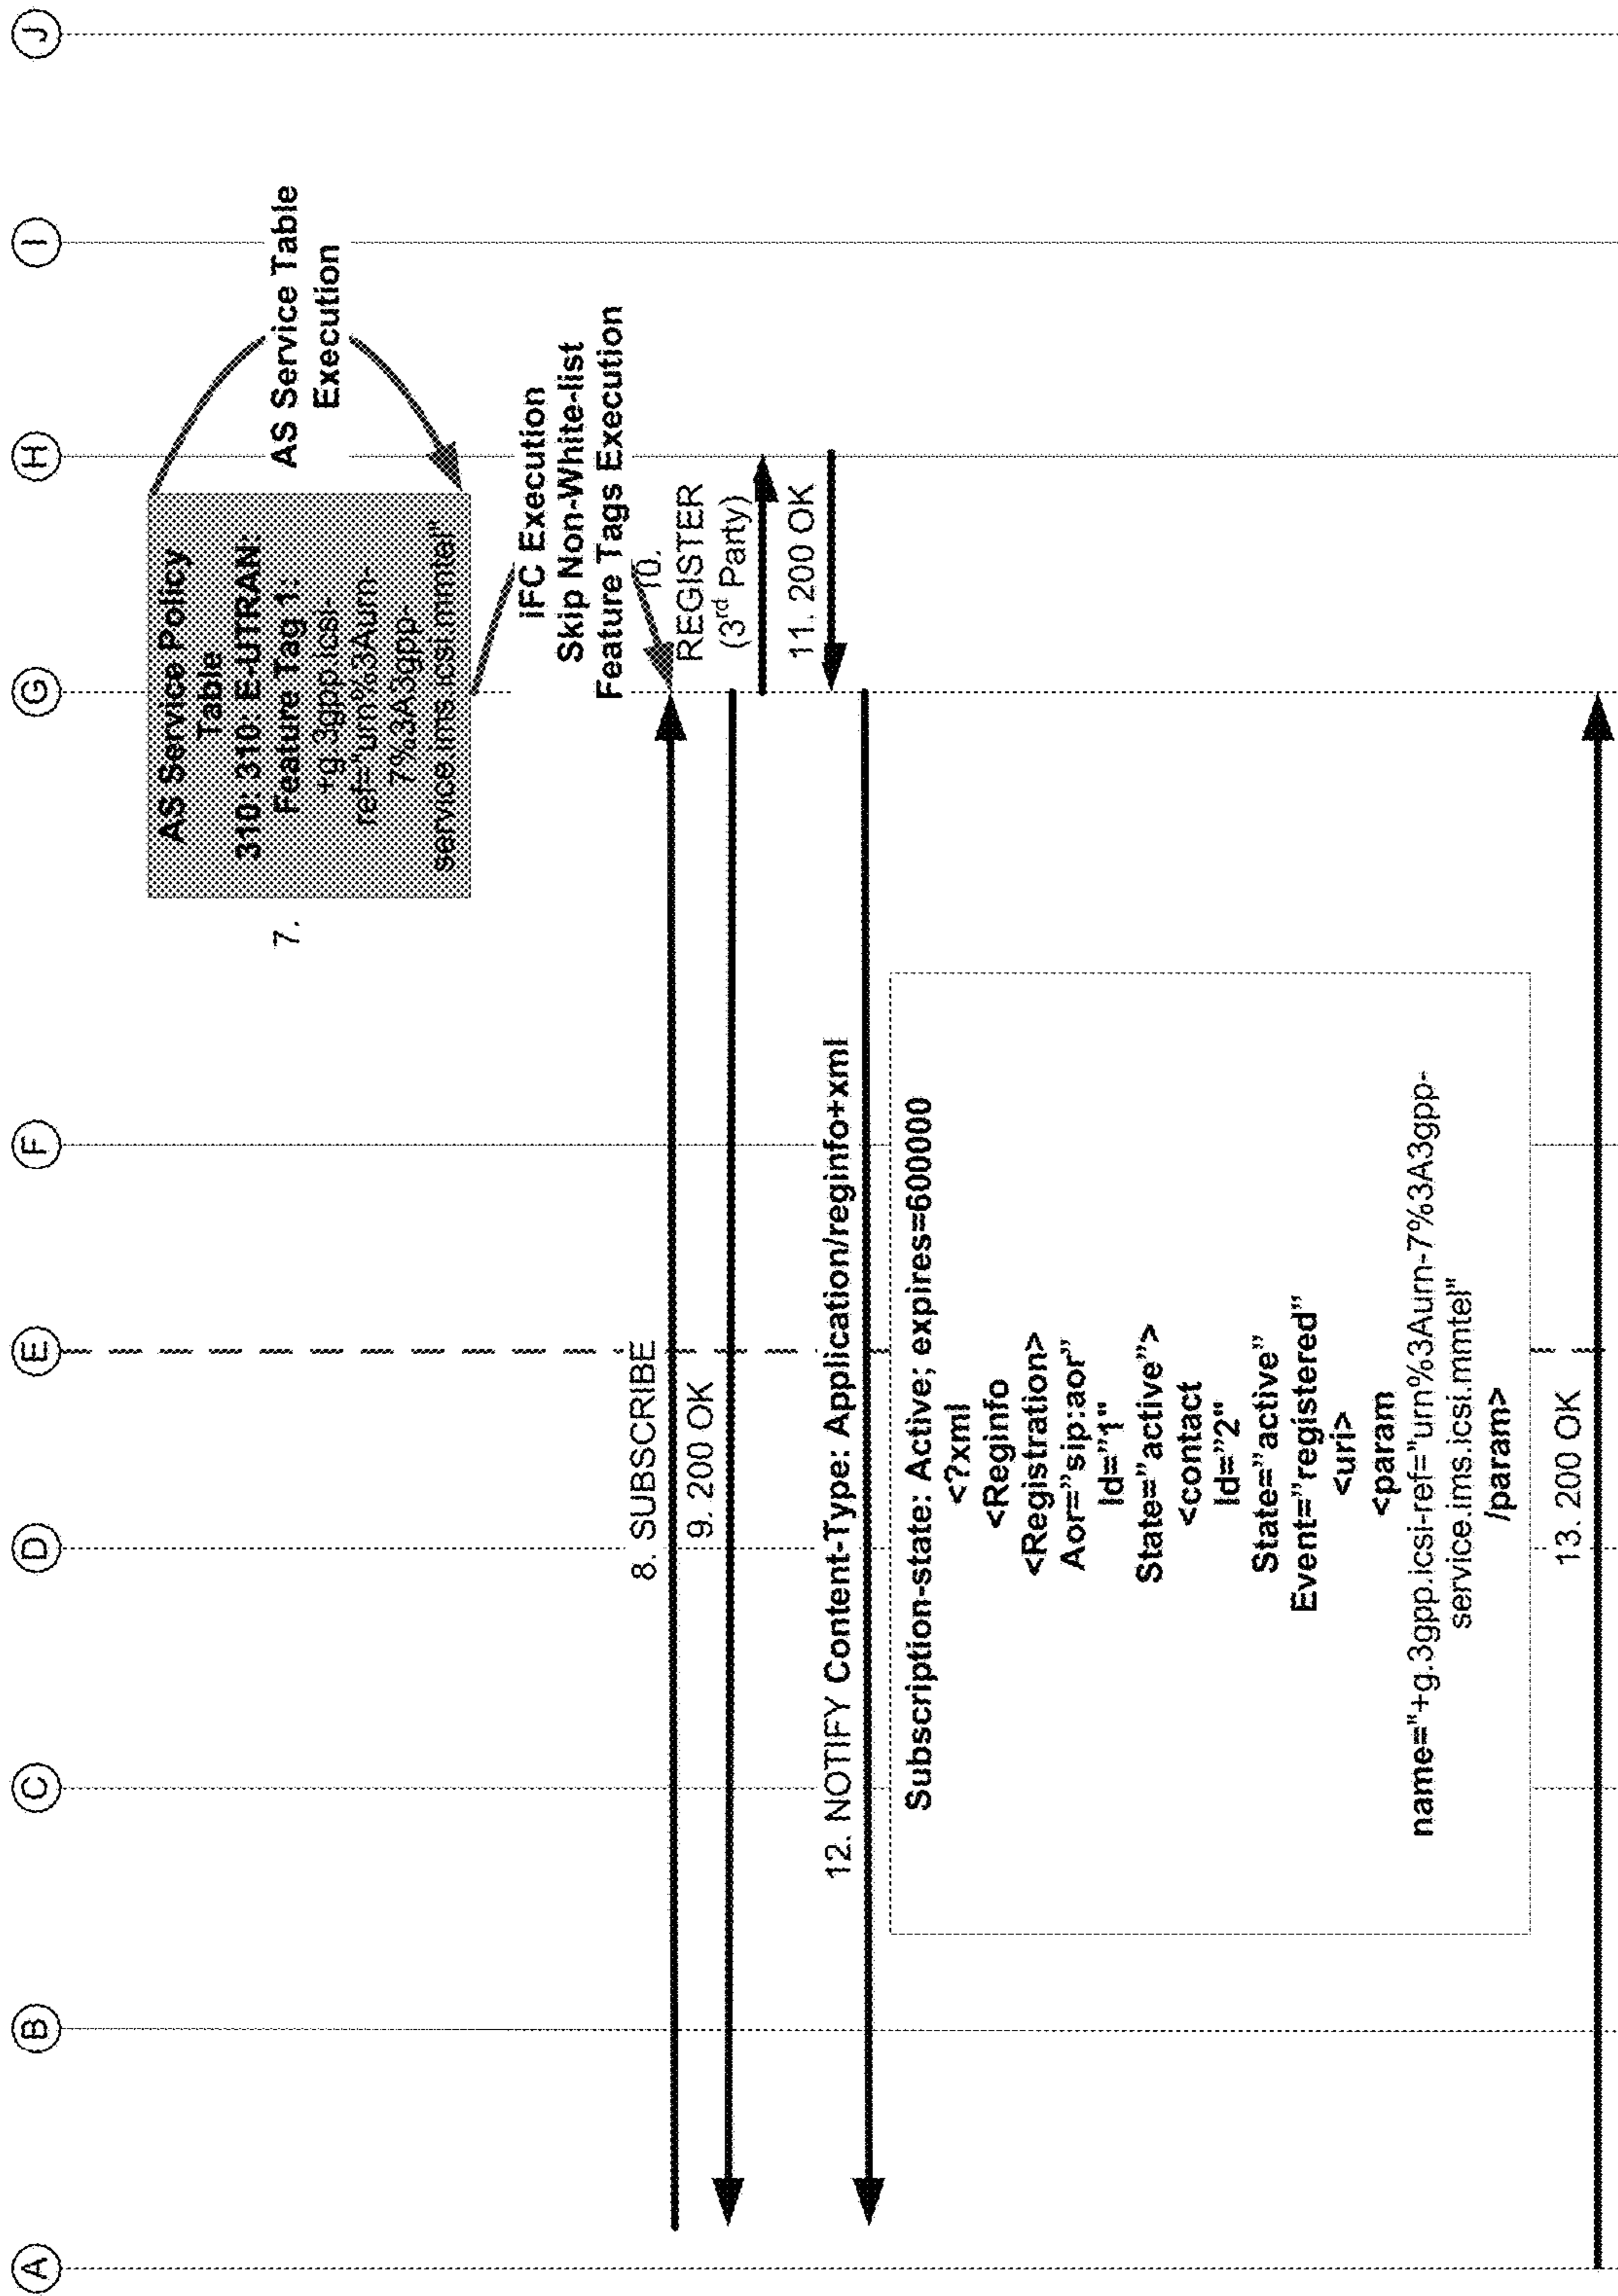 A
B
C
D
E
F
G
H
I
J
7.
AS Service Policy
Table
310: 310: E-UTRAN:
Feature Tag 1:
+g.3gpp.icsi-
ref="urn%3Aurn-
7%3A3gpp-
service.ims.icsi.mmtel"
AS Service Table
Execution
iFC Execution
Skip Non-White-list
Feature Tags Execution
8. SUBSCRIBE
9. 200 OK
10.
REGISTER
(3rd Party)
11. 200 OK
12. NOTIFY Content-Type: Application/reginfo+xml
Subscription-state: Active; expires=600000
<?xml
<Reginfo
<Registration>
Aor="sip:aor"
Id="1"
State="active">
<contact
Id="2"
State="active"
Event="registered"
<uri>
<param
name="+g.3gpp.icsi-ref="urn%3Aurn-7%3A3gpp-
service.ims.icsi.mmtel"
/param>
13. 200 OK